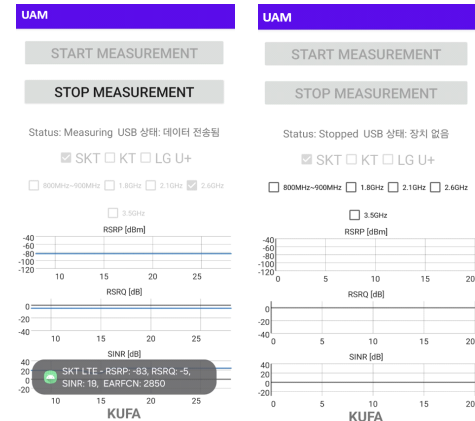 UAM
START MEASUREMENT
STOP MEASUREMENT
Status: Measuring USB 상태: 데이터 전송됨
SKT KT LG U+
800MHz~900MHz 1.8GHz 2.1GHz 2.6GHz
3.5GHz
RSRP [dBm]
-40
-60
-80
-100
-120
10 15 20 25
RSRQ [dB]
0
-20
-40
10 15 20 25
SINR [dB]
40
20
0
-20
SKT LTE - RSRP: -83, RSRQ: -5,
SINR: 19, EARFCN: 2850
10 15 20 25
KUFA
UAM
START MEASUREMENT
STOP MEASUREMENT
Status: Stopped USB 상태: 장치 없음
SKT KT LG U+
800MHz~900MHz 1.8GHz 2.1GHz 2.6GHz
3.5GHz
RSRP [dBm]
-40
-60
-80
-100
-120
0 5 10 15 20
RSRQ [dB]
0
-20
-40
0 5 10 15 20
SINR [dB]
40
20
0
-20
0 5 10 15 20
KUFA